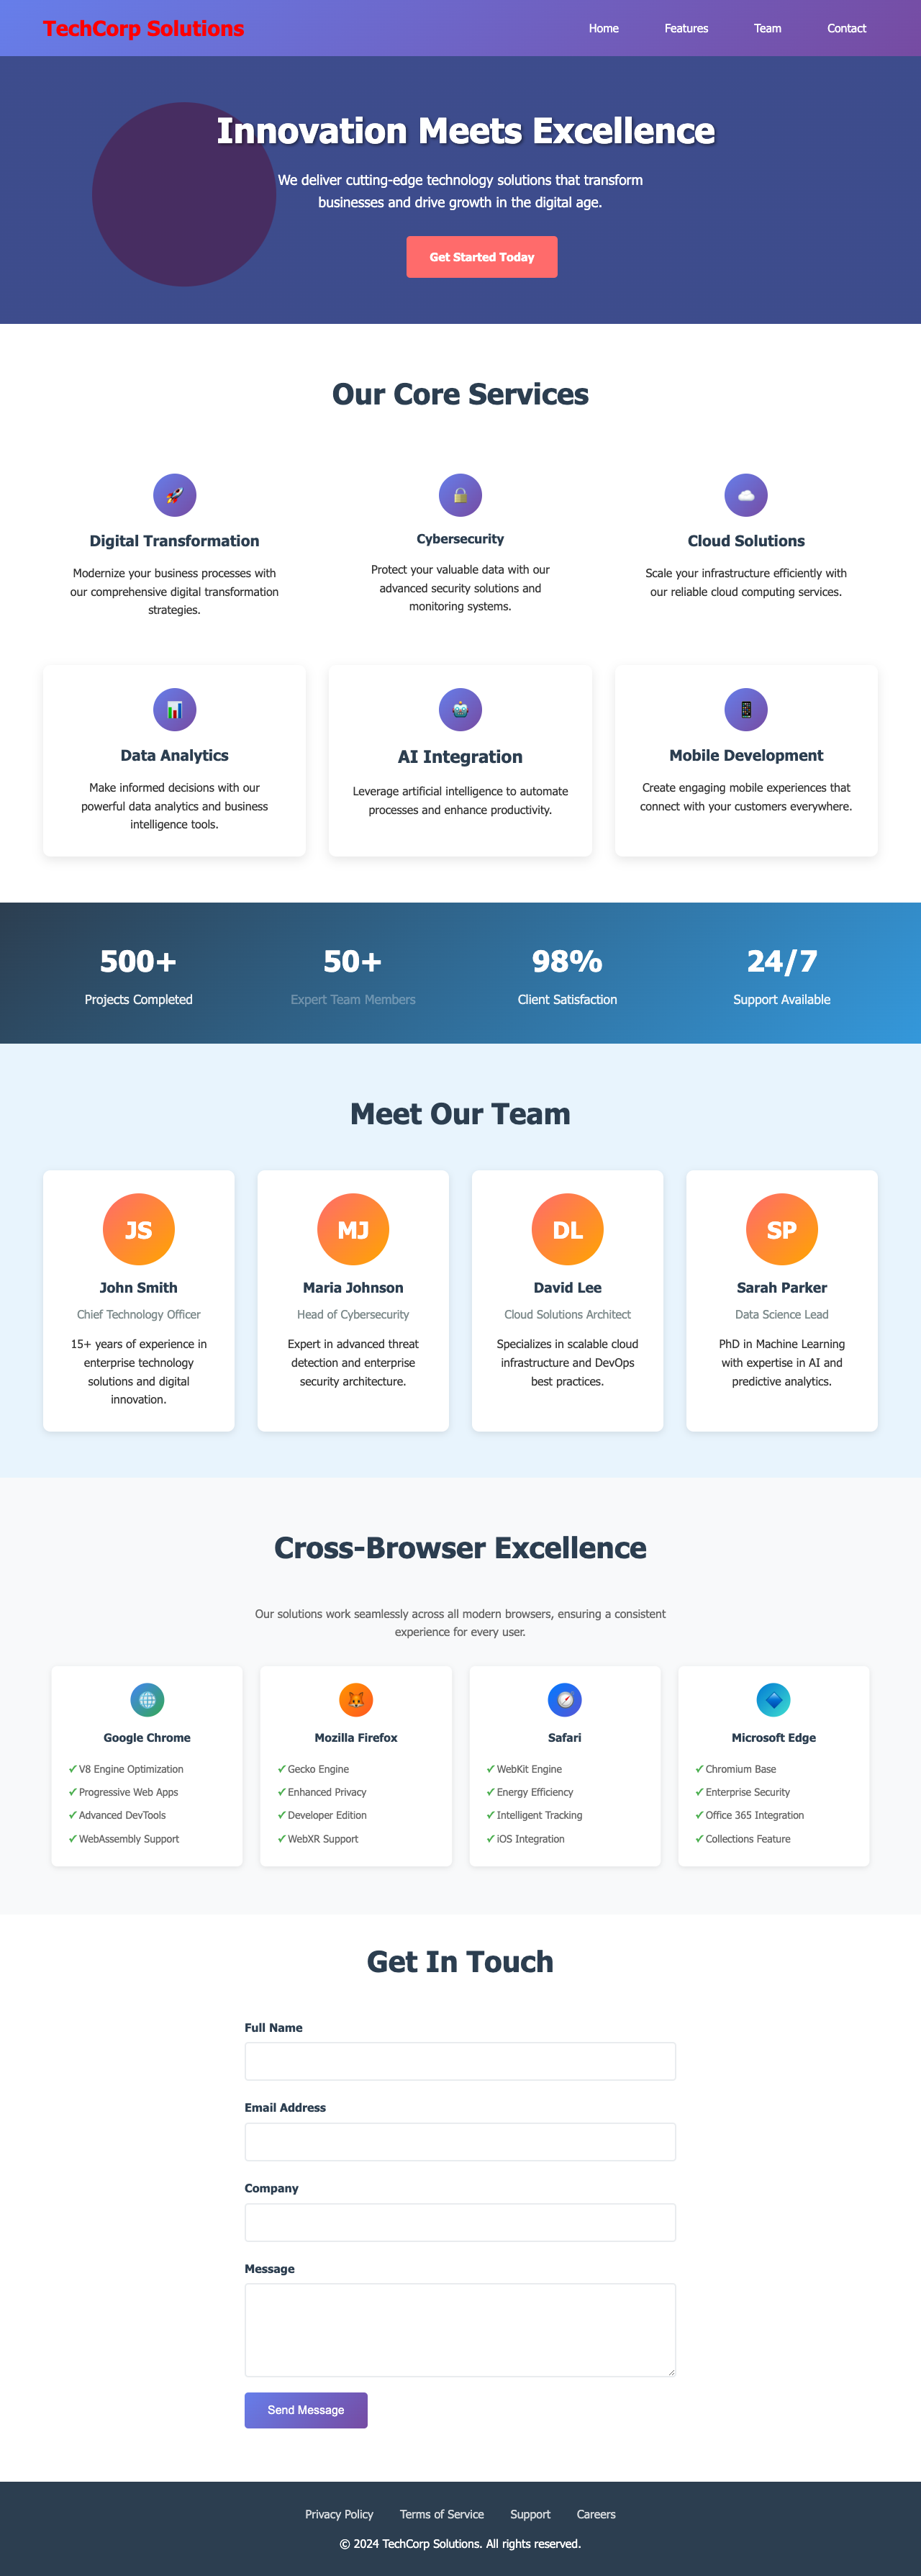 TechCorp Solutions
Home Features Team Contact
Innovation Meets Excellence
We deliver cutting-edge technology solutions that transform
businesses and drive growth in the digital age.
Get Started Today
Our Core Services
Digital Transformation
Modernize your business processes with
our comprehensive digital transformation
strategies.
Cybersecurity
Protect your valuable data with our
advanced security solutions and
monitoring systems.
Cloud Solutions
Scale your infrastructure efficiently with
our reliable cloud computing services.
Data Analytics
Make informed decisions with our
powerful data analytics and business
intelligence tools.
AI Integration
Leverage artificial intelligence to automate
processes and enhance productivity.
Mobile Development
Create engaging mobile experiences that
connect with your customers everywhere.
500+
Projects Completed
50+
Expert Team Members
98%
Client Satisfaction
24/7
Support Available
Meet Our Team
JS
John Smith
Chief Technology Officer
15+ years of experience in
enterprise technology
solutions and digital
innovation.
MJ
Maria Johnson
Head of Cybersecurity
Expert in advanced threat
detection and enterprise
security architecture.
DL
David Lee
Cloud Solutions Architect
Specializes in scalable cloud
infrastructure and DevOps
best practices.
SP
Sarah Parker
Data Science Lead
PhD in Machine Learning
with expertise in AI and
predictive analytics.
Cross-Browser Excellence
Our solutions work seamlessly across all modern browsers, ensuring a consistent
experience for every user.
Google Chrome
✓ V8 Engine Optimization
✓ Progressive Web Apps
✓ Advanced DevTools
✓ WebAssembly Support
Mozilla Firefox
✓ Gecko Engine
✓ Enhanced Privacy
✓ Developer Edition
✓ WebXR Support
Safari
✓ WebKit Engine
✓ Energy Efficiency
✓ Intelligent Tracking
✓ iOS Integration
Microsoft Edge
✓ Chromium Base
✓ Enterprise Security
✓ Office 365 Integration
✓ Collections Feature
Get In Touch
Full Name
Email Address
Company
Message
Send Message
Privacy Policy Terms of Service Support Careers
© 2024 TechCorp Solutions. All rights reserved.